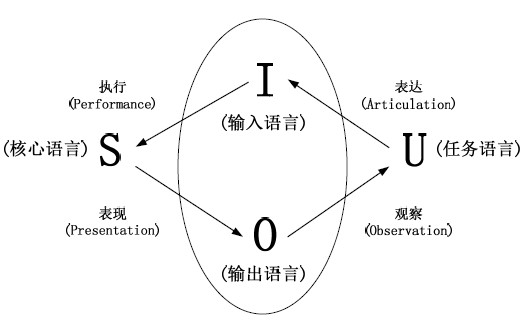 I
(输入语言)
执行
(Performance)
表达
(Articulation)
(核心语言) S
U (任务语言)
表现
(Presentation)
观察
(Observation)
O
(输出语言)